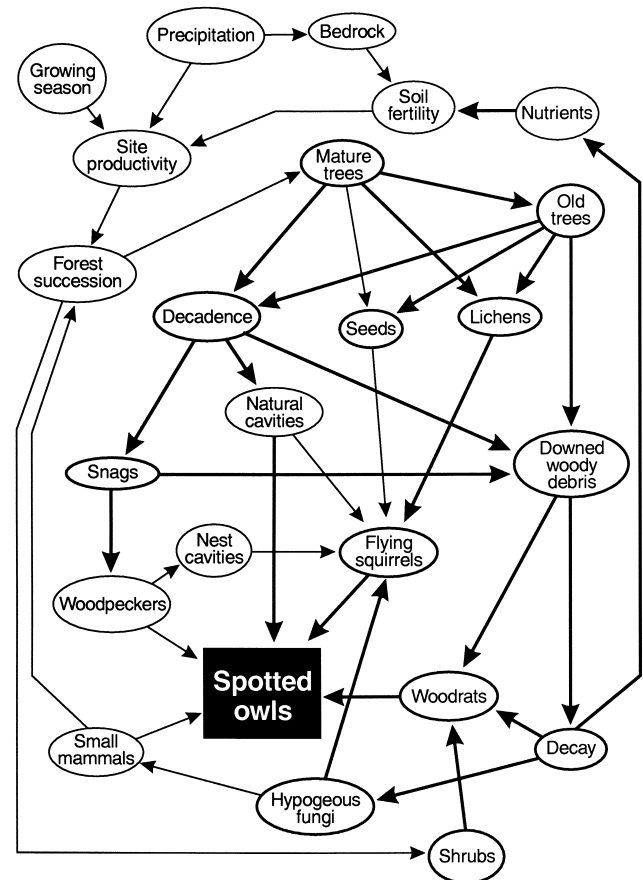 Precipitation
Bedrock
Growing
season
Soil
fertility
Nutrients
Site
productivity
Mature
trees
Old
trees
Forest
succession
Decadence
Seeds
Lichens
Natural
cavities
Snags
Downed
woody
debris
Nest
cavities
Flying
squirrels
Woodpeckers
Spotted
owls
Woodrats
Small
mammals
Decay
Hypogeous
fungi
Shrubs